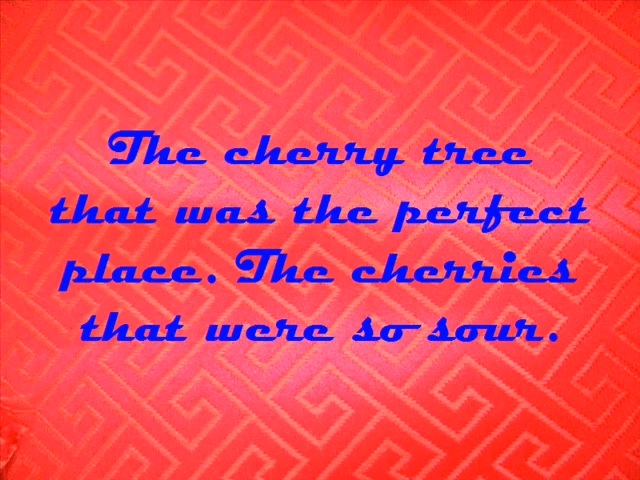 The cherry tree
that was the perfect
place. The cherries
that were so sour.